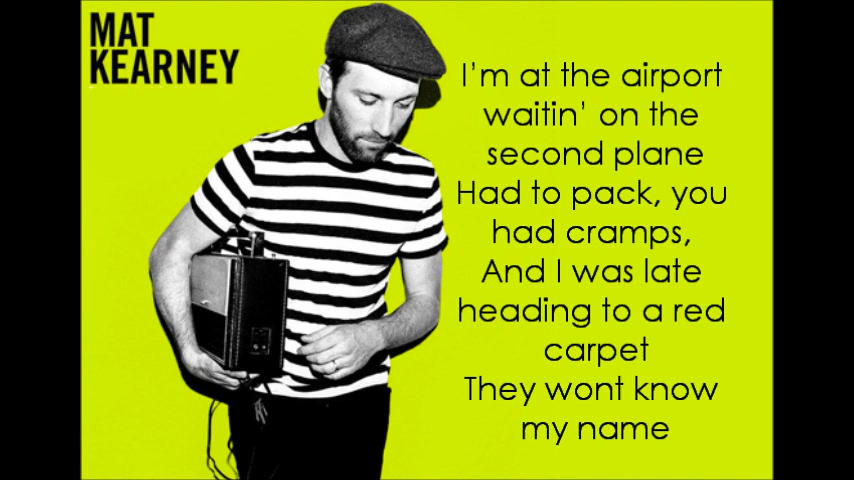 MAT
KEARNEY
I'm at the airport
waitin' on the
second plane
Had to pack, you
had cramps,
And I was late
heading to a red
carpet
They wont know
my name